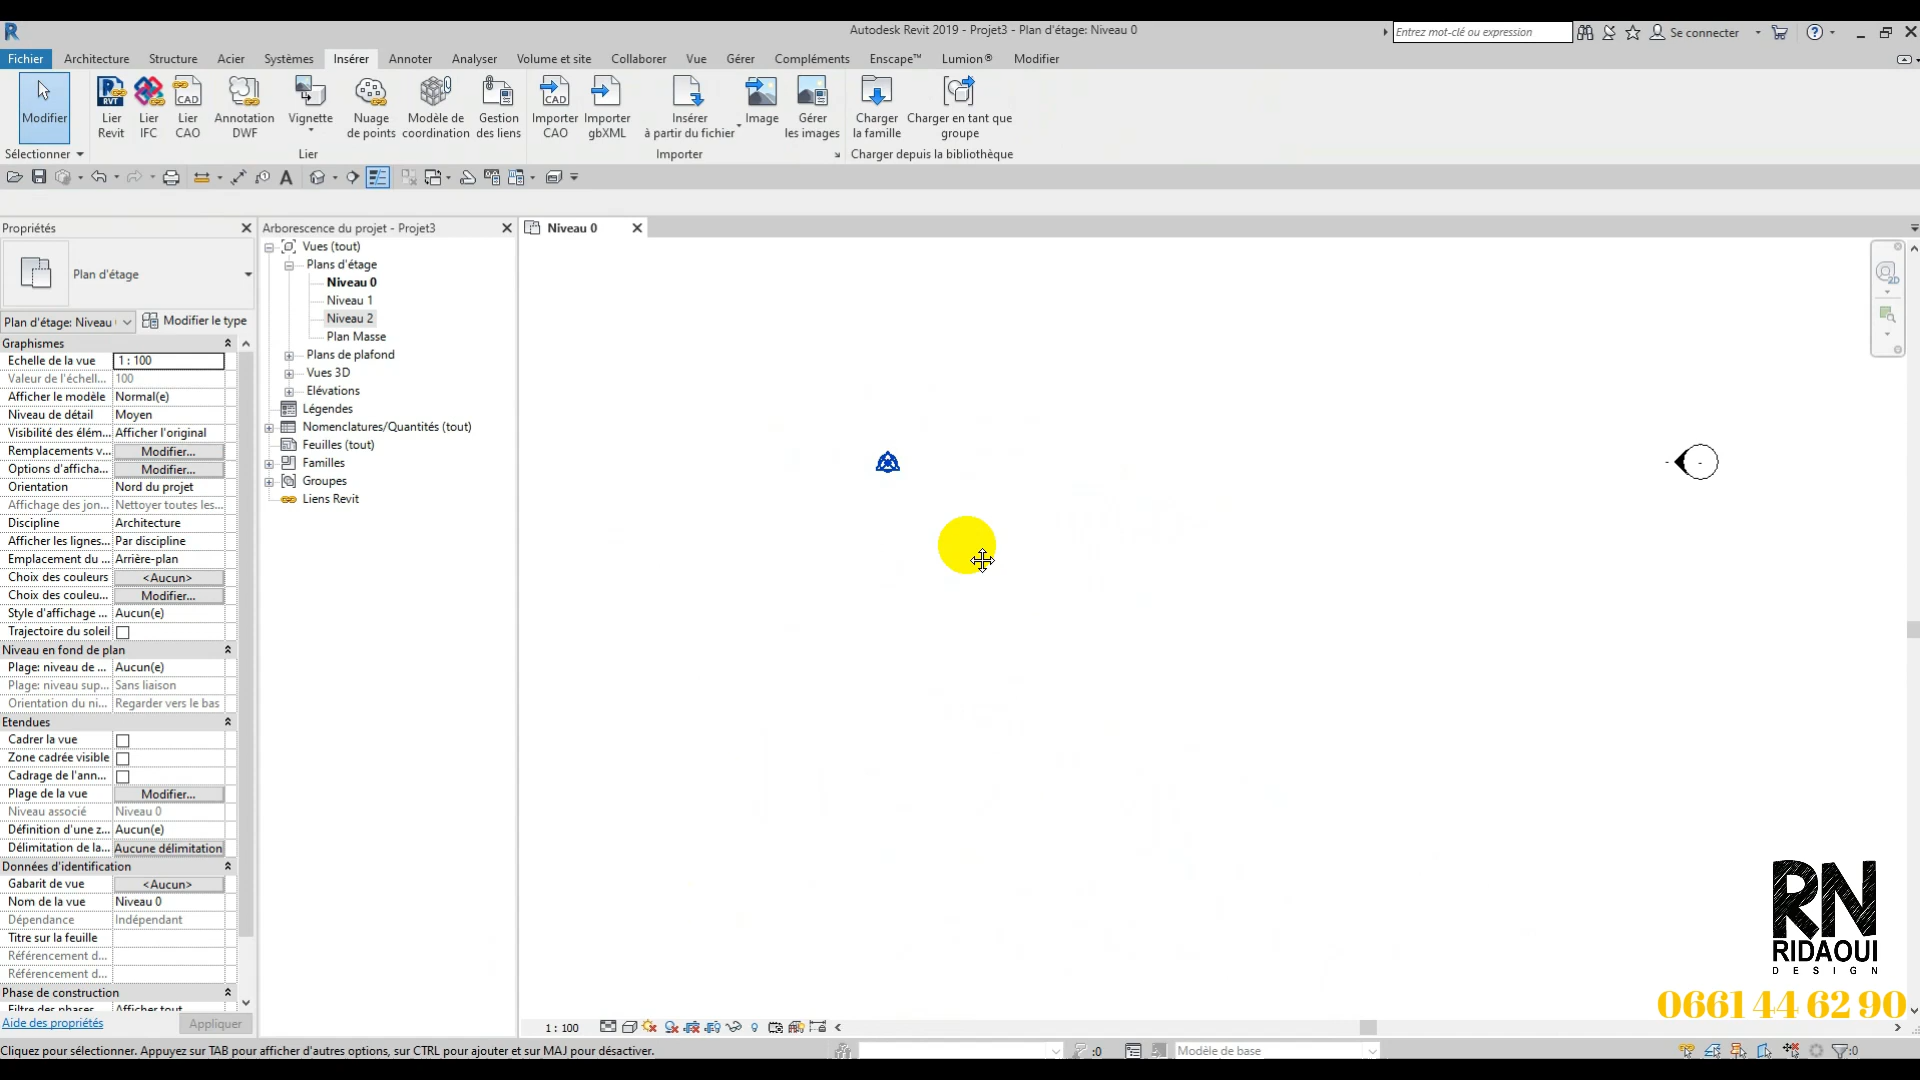 Autodesk Revit 2019 - Projet3 - Plan d'étage: Niveau 0
Entrez mot-clé ou expression
Se connecter
Fichier Architecture Structure Acier Systèmes Insérer Annoter Analyser Volume et site Collaborer Vue Gérer Compléments Enscape™ Lumion® Modifier
Modifier
Lier Revit
Lier IFC
Lier CAO
Annotation DWF
Vignette
Nuage de points
Modèle de coordination
Gestion des liens
Importer CAO
Importer gbXML
Insérer à partir du fichier
Image
Gérer les images
Charger la famille
Charger en tant que groupe
Sélectionner
Lier
Importer
Charger depuis la bibliothèque
Propriétés
Plan d'étage
Plan d'étage: Niveau
Modifier le type
Graphismes
Echelle de la vue 1 : 100
Valeur de l'échell... 100
Afficher le modèle Normal(e)
Niveau de détail Moyen
Visibilité des élém... Afficher l'original
Remplacements v... Modifier...
Options d'afficha... Modifier...
Orientation Nord du projet
Affichage des jon... Nettoyer toutes les...
Discipline Architecture
Afficher les lignes... Par discipline
Emplacement du ... Arrière-plan
Choix des couleurs <Aucun>
Choix des couleu... Modifier...
Style d'affichage ... Aucun(e)
Trajectoire du soleil
Niveau en fond de plan
Plage: niveau de ... Aucun(e)
Plage: niveau sup... Sans liaison
Orientation du ni... Regarder vers le bas
Etendues
Cadrer la vue
Zone cadrée visible
Cadrage de l'ann...
Plage de la vue Modifier...
Niveau associé Niveau 0
Définition d'une z... Aucun(e)
Délimitation de la... Aucune délimitation
Données d'identification
Gabarit de vue <Aucun>
Nom de la vue Niveau 0
Dépendance Indépendant
Titre sur la feuille
Référencement d...
Référencement d...
Phase de construction
Filtre des phases Afficher tout
Aide des propriétés
Appliquer
Arborescence du projet - Projet3
Vues (tout)
Plans d'étage
Niveau 0
Niveau 1
Niveau 2
Plan Masse
Plans de plafond
Vues 3D
Elévations
Légendes
Nomenclatures/Quantités (tout)
Feuilles (tout)
Familles
Groupes
Liens Revit
Niveau 0
2D
RN
RIDAOUI
DESIGN
0661 44 62 90
1 : 100
Cliquez pour sélectionner. Appuyez sur TAB pour afficher d'autres options, sur CTRL pour ajouter et sur MAJ pour désactiver.
:0
Modèle de base
:0